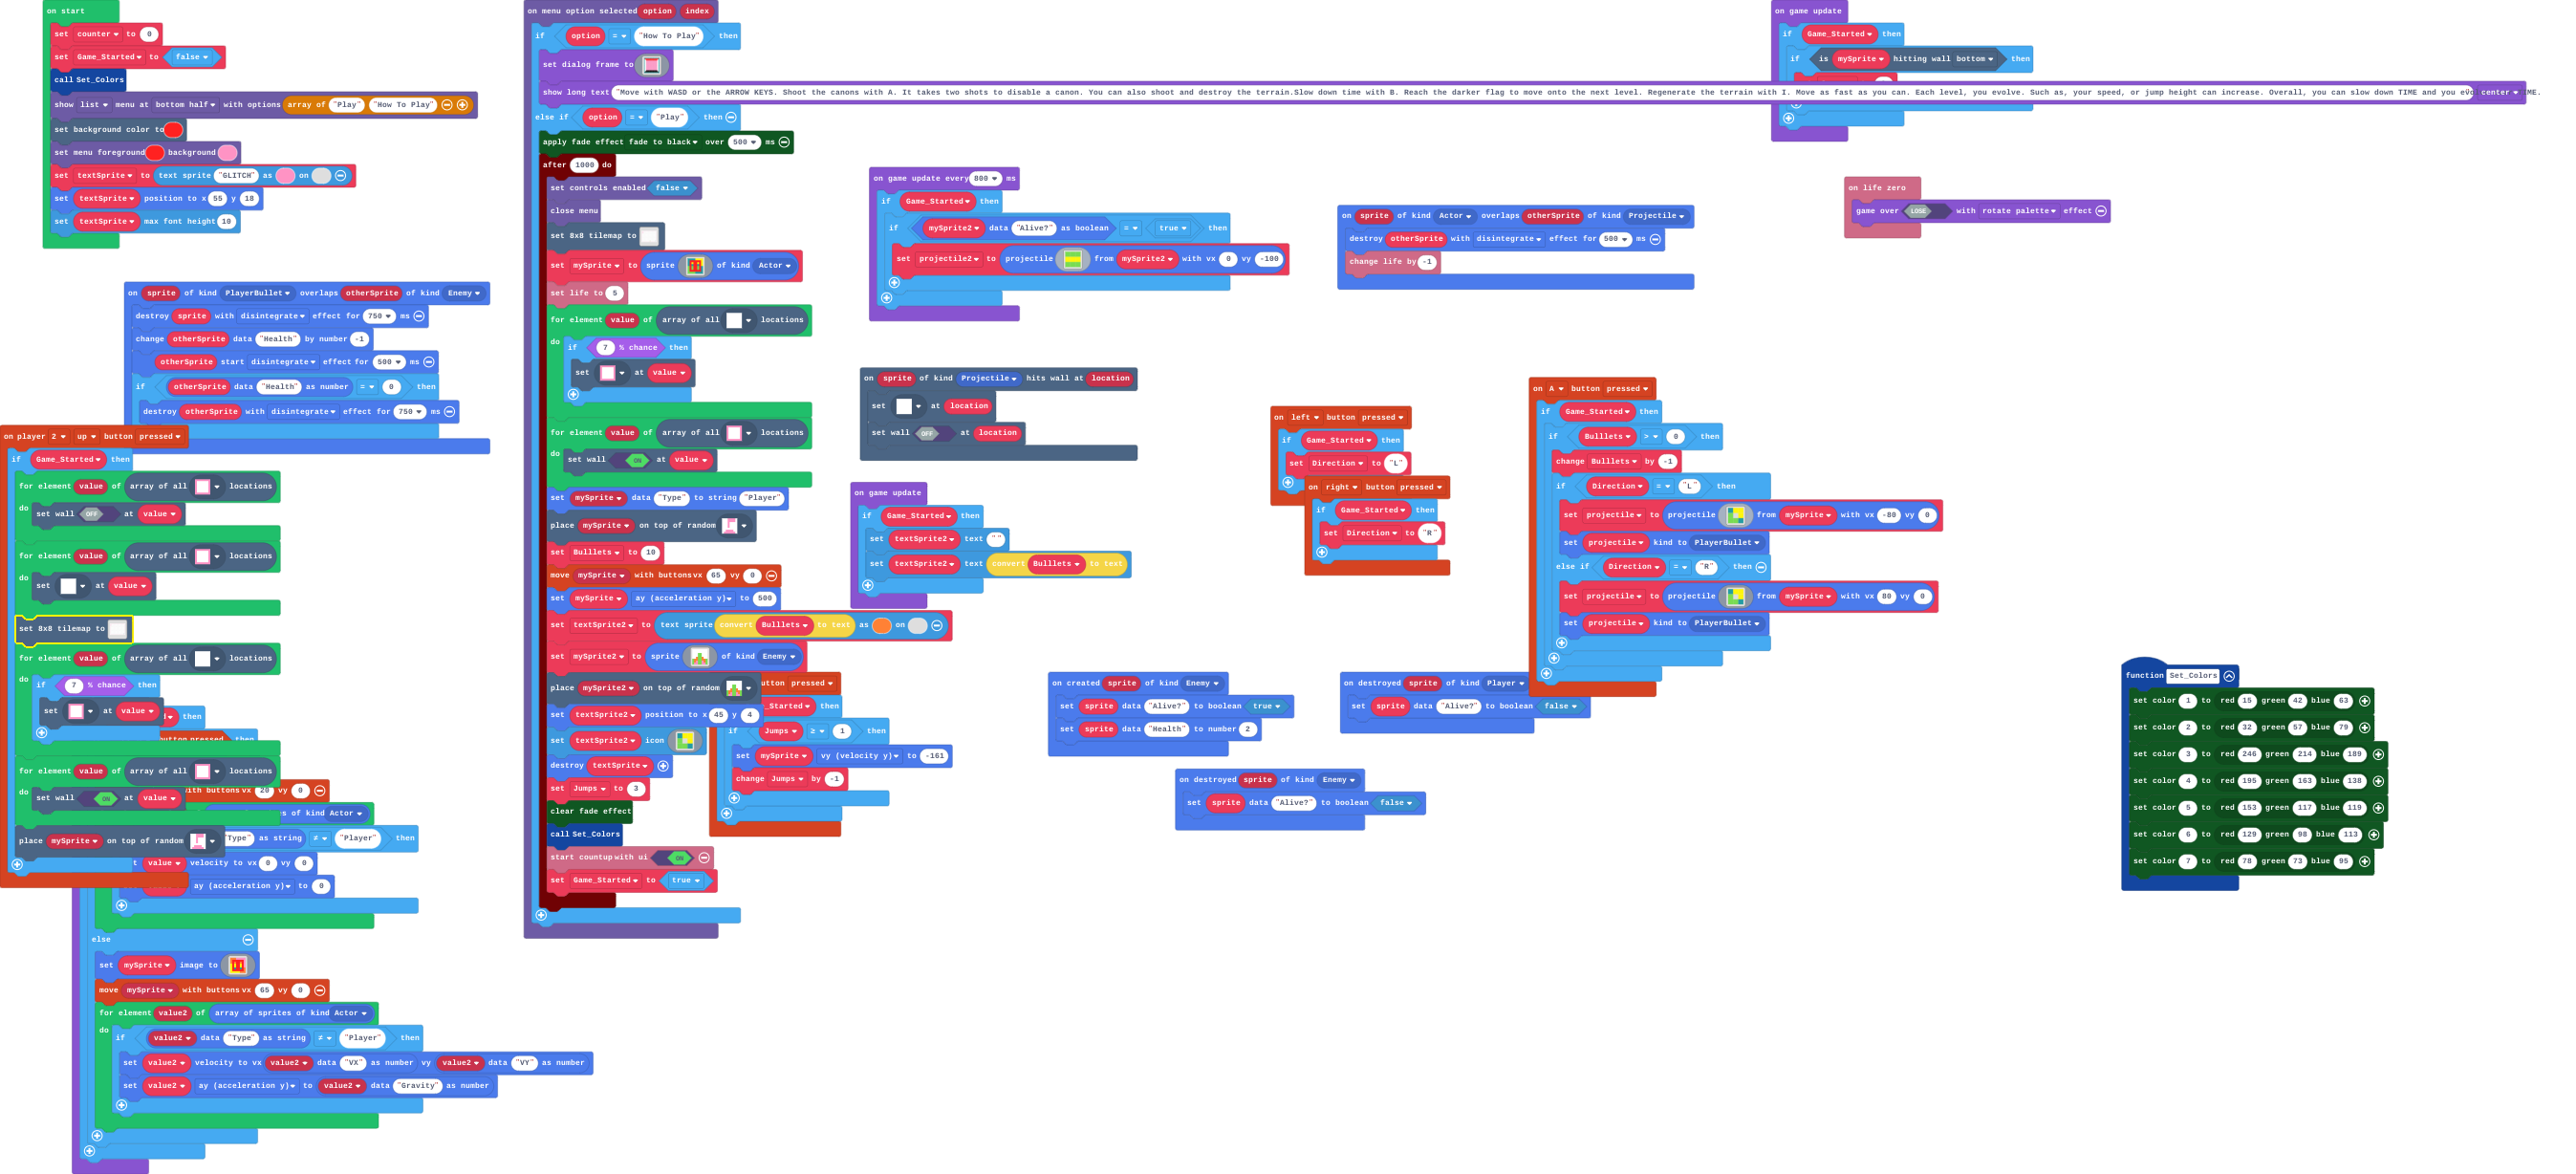 on start
set counter to 0
set Game_Started to false
call Set_Colors
show list menu at bottom half with options array of "Play" "How To Play"
set background color to
set menu foreground background
set textSprite to text sprite "GLITCH" as on
set textSprite position to x 55 y 18
set textSprite max font height 10
on sprite of kind PlayerBullet overlaps otherSprite of kind Enemy
destroy sprite with disintegrate effect for 750 ms
change otherSprite data "Health" by number -1
otherSprite start disintegrate effect for 500 ms
if otherSprite data "Health" as number = 0 then
destroy otherSprite with disintegrate effect for 750 ms
on player 2 up button pressed
if Game_Started then
for element value of array of all locations
do set wall OFF at value
for element value of array of all locations
do set at value
set 8x8 tilemap to
for element value of array of all locations
do if 7 % chance then
set at value
then
button pressed then
for element value of array of all locations
do set wall ON at value
with buttons vx 20 vy 0
of kind Actor
place mySprite on top of random
"Type" as string ≠ "Player" then
value velocity to vx 0 vy 0
ay (acceleration y) to 0
else
set mySprite image to
move mySprite with buttons vx 65 vy 0
for element value2 of array of sprites of kind Actor
do if value2 data "Type" as string ≠ "Player" then
set value2 velocity to vx value2 data "VX" as number vy value2 data "VY" as number
set value2 ay (acceleration y) to value2 data "Gravity" as number
on menu option selected option index
if option = "How To Play" then
set dialog frame to
show long text "Move with WASD or the ARROW KEYS. Shoot the canons with A. It takes two shots to disable a canon. You can also shoot and destroy the terrain.Slow down time with B. Reach the darker flag to move onto the next level. Regenerate the terrain with I. Move as fast as you can. Each level, you evolve. Such as, your speed, or jump height can increase. Overall, you can slow down TIME and you center
else if option = "Play" then
apply fade effect fade to black over 500 ms
after 1000 do
set controls enabled false
close menu
set 8x8 tilemap to
set mySprite to sprite of kind Actor
set life to 5
for element value of array of all locations
do if 7 % chance then
set at value
for element value of array of all locations
do set wall ON at value
set mySprite data "Type" to string "Player"
place mySprite on top of random
set Bulllets to 10
move mySprite with buttons vx 65 vy 0
set mySprite ay (acceleration y) to 500
set textSprite2 to text sprite convert Bulllets to text as on
set mySprite2 to sprite of kind Enemy
place mySprite2 on top of random
set textSprite2 position to x 45 y 4
set textSprite2 icon
destroy textSprite
set Jumps to 3
clear fade effect
call Set_Colors
start countup with ui ON
set Game_Started to true
button pressed
Started then
if Jumps ≥ 1 then
set mySprite vy (velocity y) to -161
change Jumps by -1
on game update every 800 ms
if Game_Started then
if mySprite2 data "Alive?" as boolean = true then
set projectile2 to projectile from mySprite2 with vx 0 vy -100
on sprite of kind Projectile hits wall at location
set at location
set wall OFF at location
on game update
if Game_Started then
set textSprite2 text ""
set textSprite2 text convert Bulllets to text
on created sprite of kind Enemy
set sprite data "Alive?" to boolean true
set sprite data "Health" to number 2
on destroyed sprite of kind Enemy
set sprite data "Alive?" to boolean false
on destroyed sprite of kind Player
set sprite data "Alive?" to boolean false
on sprite of kind Actor overlaps otherSprite of kind Projectile
destroy otherSprite with disintegrate effect for 500 ms
change life by -1
on left button pressed
if Game_Started then
set Direction to "L"
on right button pressed
if Game_Started then
set Direction to "R"
on A button pressed
if Game_Started then
if Bulllets > 0 then
change Bulllets by -1
if Direction = "L" then
set projectile to projectile from mySprite with vx -80 vy 0
set projectile kind to PlayerBullet
else if Direction = "R" then
set projectile to projectile from mySprite with vx 80 vy 0
set projectile kind to PlayerBullet
on game update
if Game_Started then
if is mySprite hitting wall bottom then
on life zero
game over LOSE with rotate palette effect
function Set_Colors
set color 1 to red 15 green 42 blue 63
set color 2 to red 32 green 57 blue 79
set color 3 to red 246 green 214 blue 189
set color 4 to red 195 green 163 blue 138
set color 5 to red 153 green 117 blue 119
set color 6 to red 129 green 98 blue 113
set color 7 to red 78 green 73 blue 95